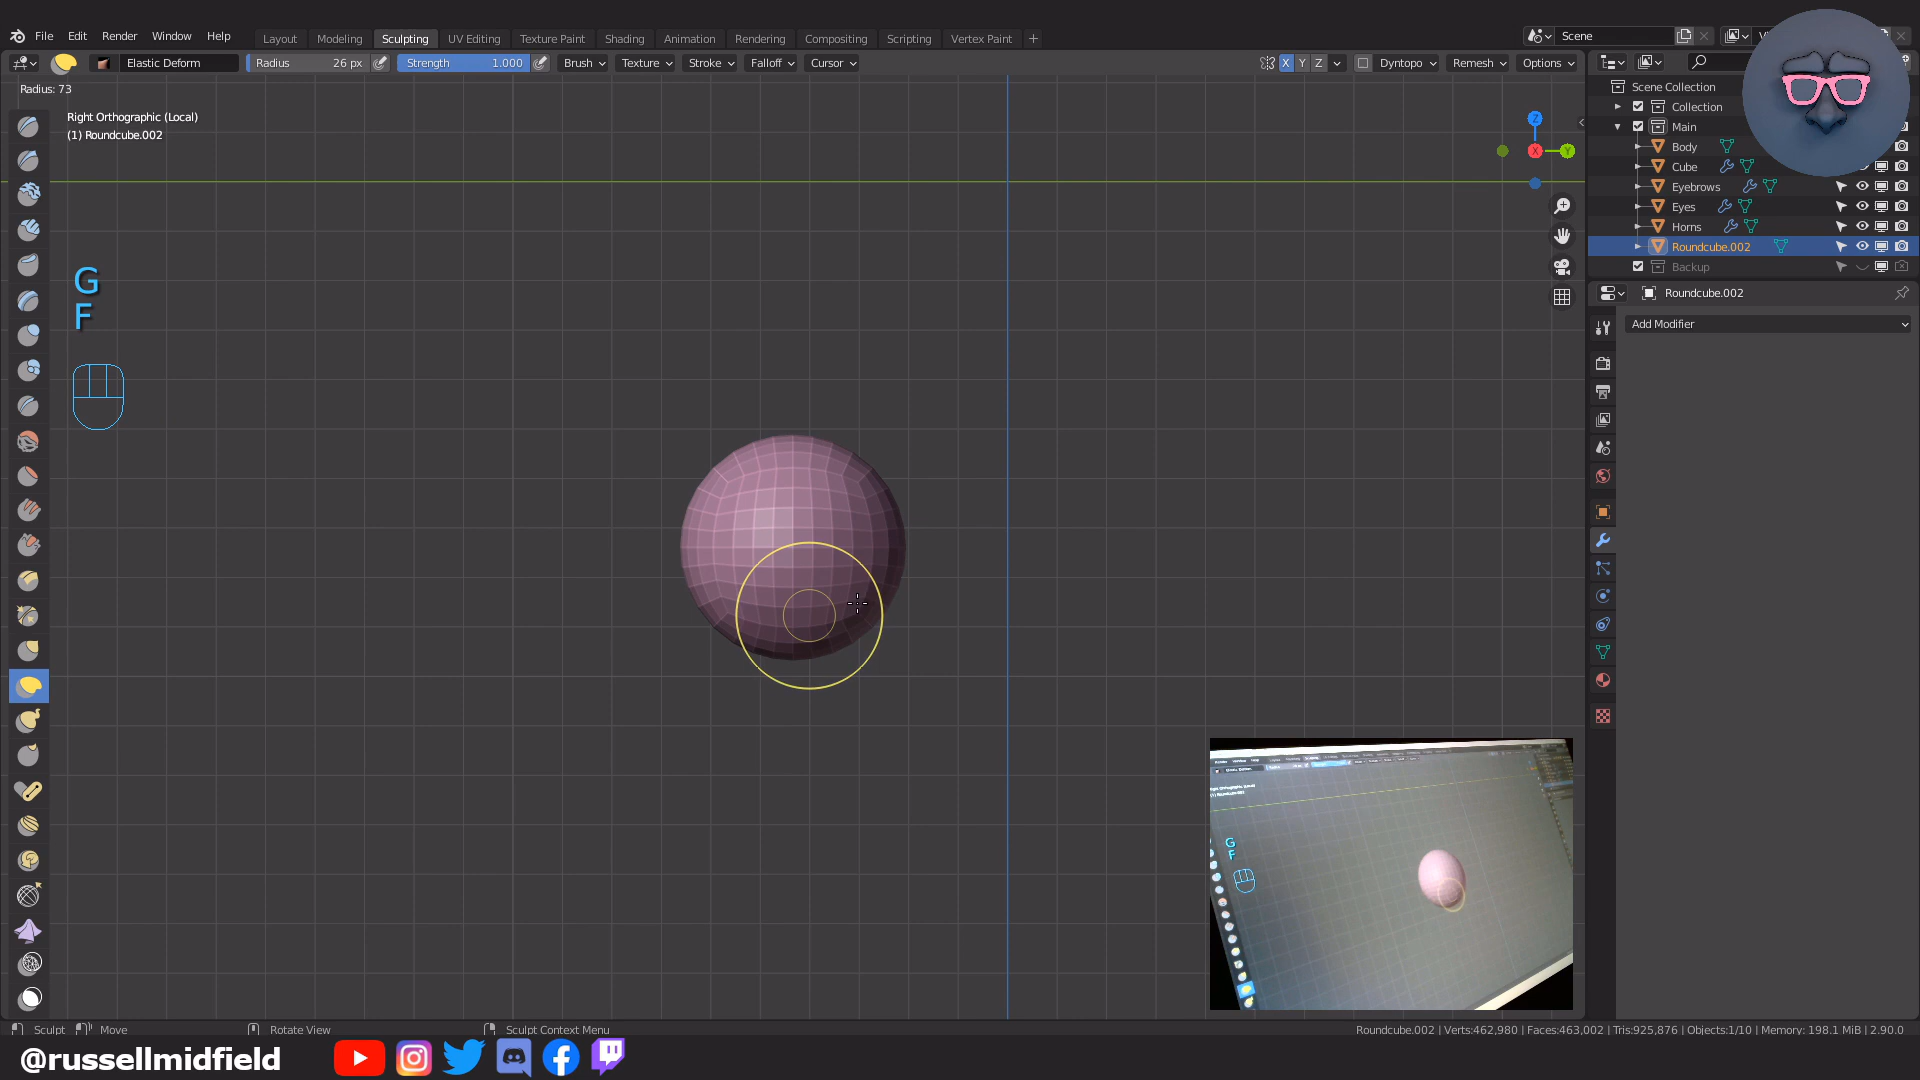 File Edit Render Window Help
Layout Modeling Sculpting UV Editing Texture Paint Shading Animation Rendering Compositing Scripting Vertex Paint +
Scene
Elastic Deform Radius 26 px Strength 1.000 Brush Texture Stroke Falloff Cursor
X Y Z Dyntopo Remesh Options
Radius: 73
Right Orthographic (Local)
(1) Roundcube.002
Z
X
Y
G
F
Scene Collection
Collection
Main
Body
Cube
Eyebrows
Eyes
Horns
Roundcube.002
Backup
Roundcube.002
Add Modifier
G
F
Sculpt Move Rotate View Sculpt Context Menu
Roundcube.002 | Verts:462,980 | Faces:463,002 | Tris:925,876 | Objects:1/10 | Memory: 198.1 MiB | 2.90.0
@russellmidfield